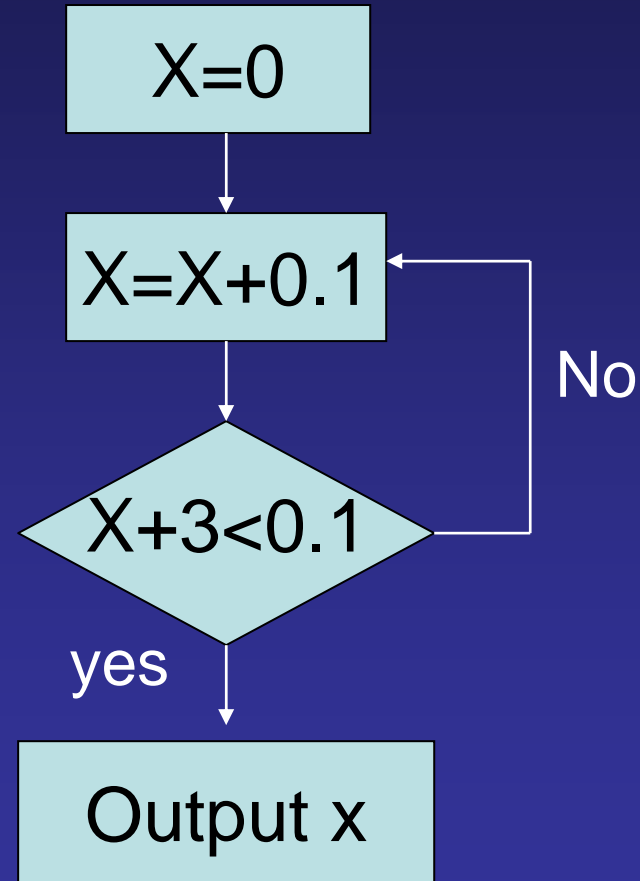 X=0
X=X+0.1
No
X+3<0.1
yes
Output x